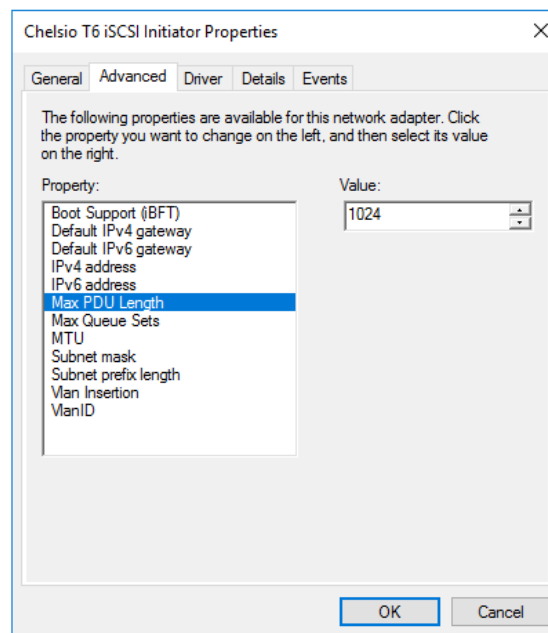 Chelsio T6 iSCSI Initiator Properties
General Advanced Driver Details Events
The following properties are available for this network adapter. Click
the property you want to change on the left, and then select its value
on the right.
Property:
Value:
Boot Support (iBFT)
Default IPv4 gateway
Default IPv6 gateway
IPv4 address
IPv6 address
Max PDU Length
Max Queue Sets
MTU
Subnet mask
Subnet prefix length
Vlan Insertion
VlanID
1024
OK
Cancel